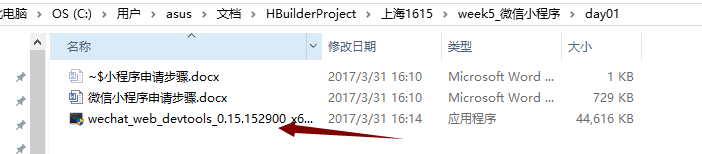 比电脑 › OS (C:) › 用户 › asus › 文档 › HBuilderProject › 上海1615 › week5_微信小程序 › day01
名称 修改日期 类型 大小
~$小程序申请步骤.docx 2017/3/31 16:10 Microsoft Word ... 1 KB
微信小程序申请步骤.docx 2017/3/31 16:10 Microsoft Word ... 729 KB
wechat_web_devtools_0.15.152900_x6... 2017/3/31 16:14 应用程序 44,616 KB